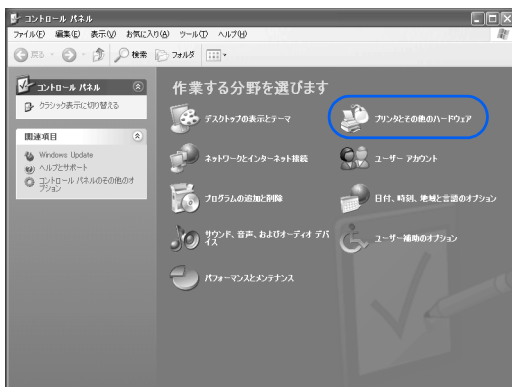 コントロール パネル
ファイル(F) 編集(E) 表示(V) お気に入り(A) ツール(T) ヘルプ(H)
戻る 検索 フォルダ
コントロール パネル
クラシック表示に切り替える
関連項目
Windows Update
ヘルプとサポート
コントロール パネルのその他のオ
プション
作業する分野を選びます
デスクトップの表示とテーマ
プリンタとその他のハードウェア
ネットワークとインターネット接続
ユーザー アカウント
プログラムの追加と削除
日付、時刻、地域と言語のオプション
サウンド、音声、およびオーディオ デバ
イス
ユーザー補助のオプション
パフォーマンスとメンテナンス